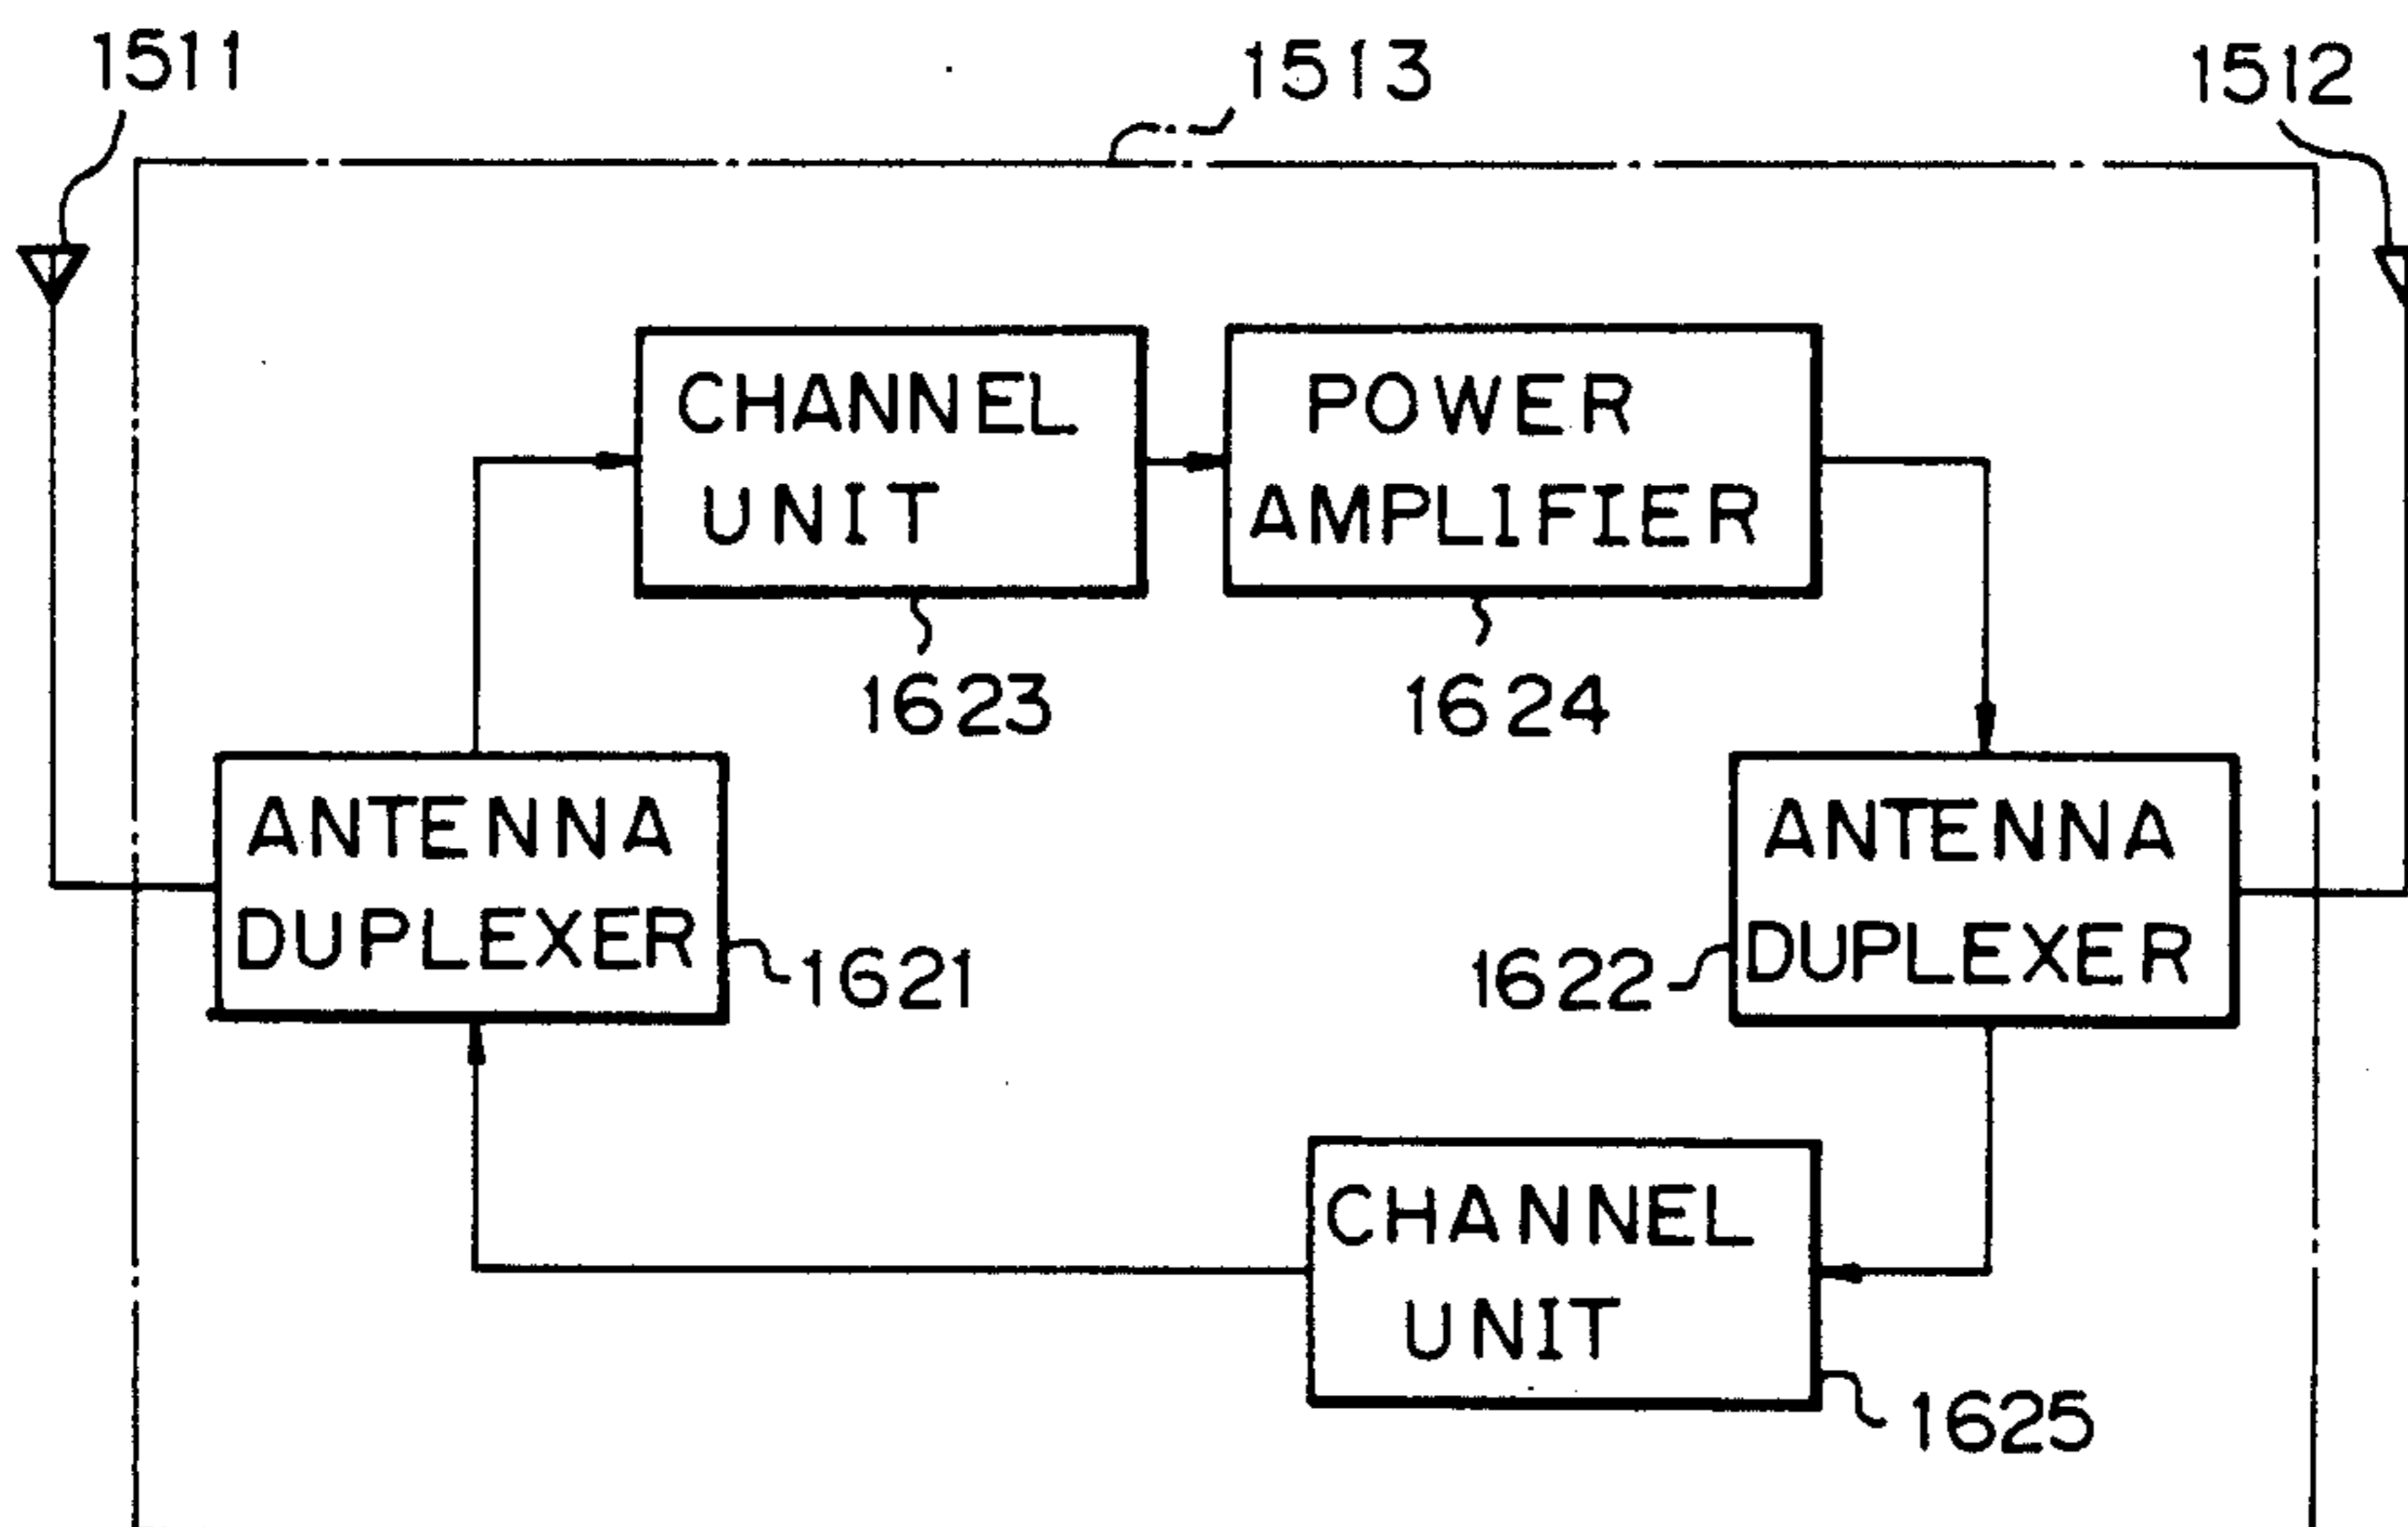 1511
1513
1512
CHANNEL
UNIT
POWER
AMPLIFIER
1623
1624
ANTENNA
DUPLEXER
1621
1622
ANTENNA
DUPLEXER
CHANNEL
UNIT
1625